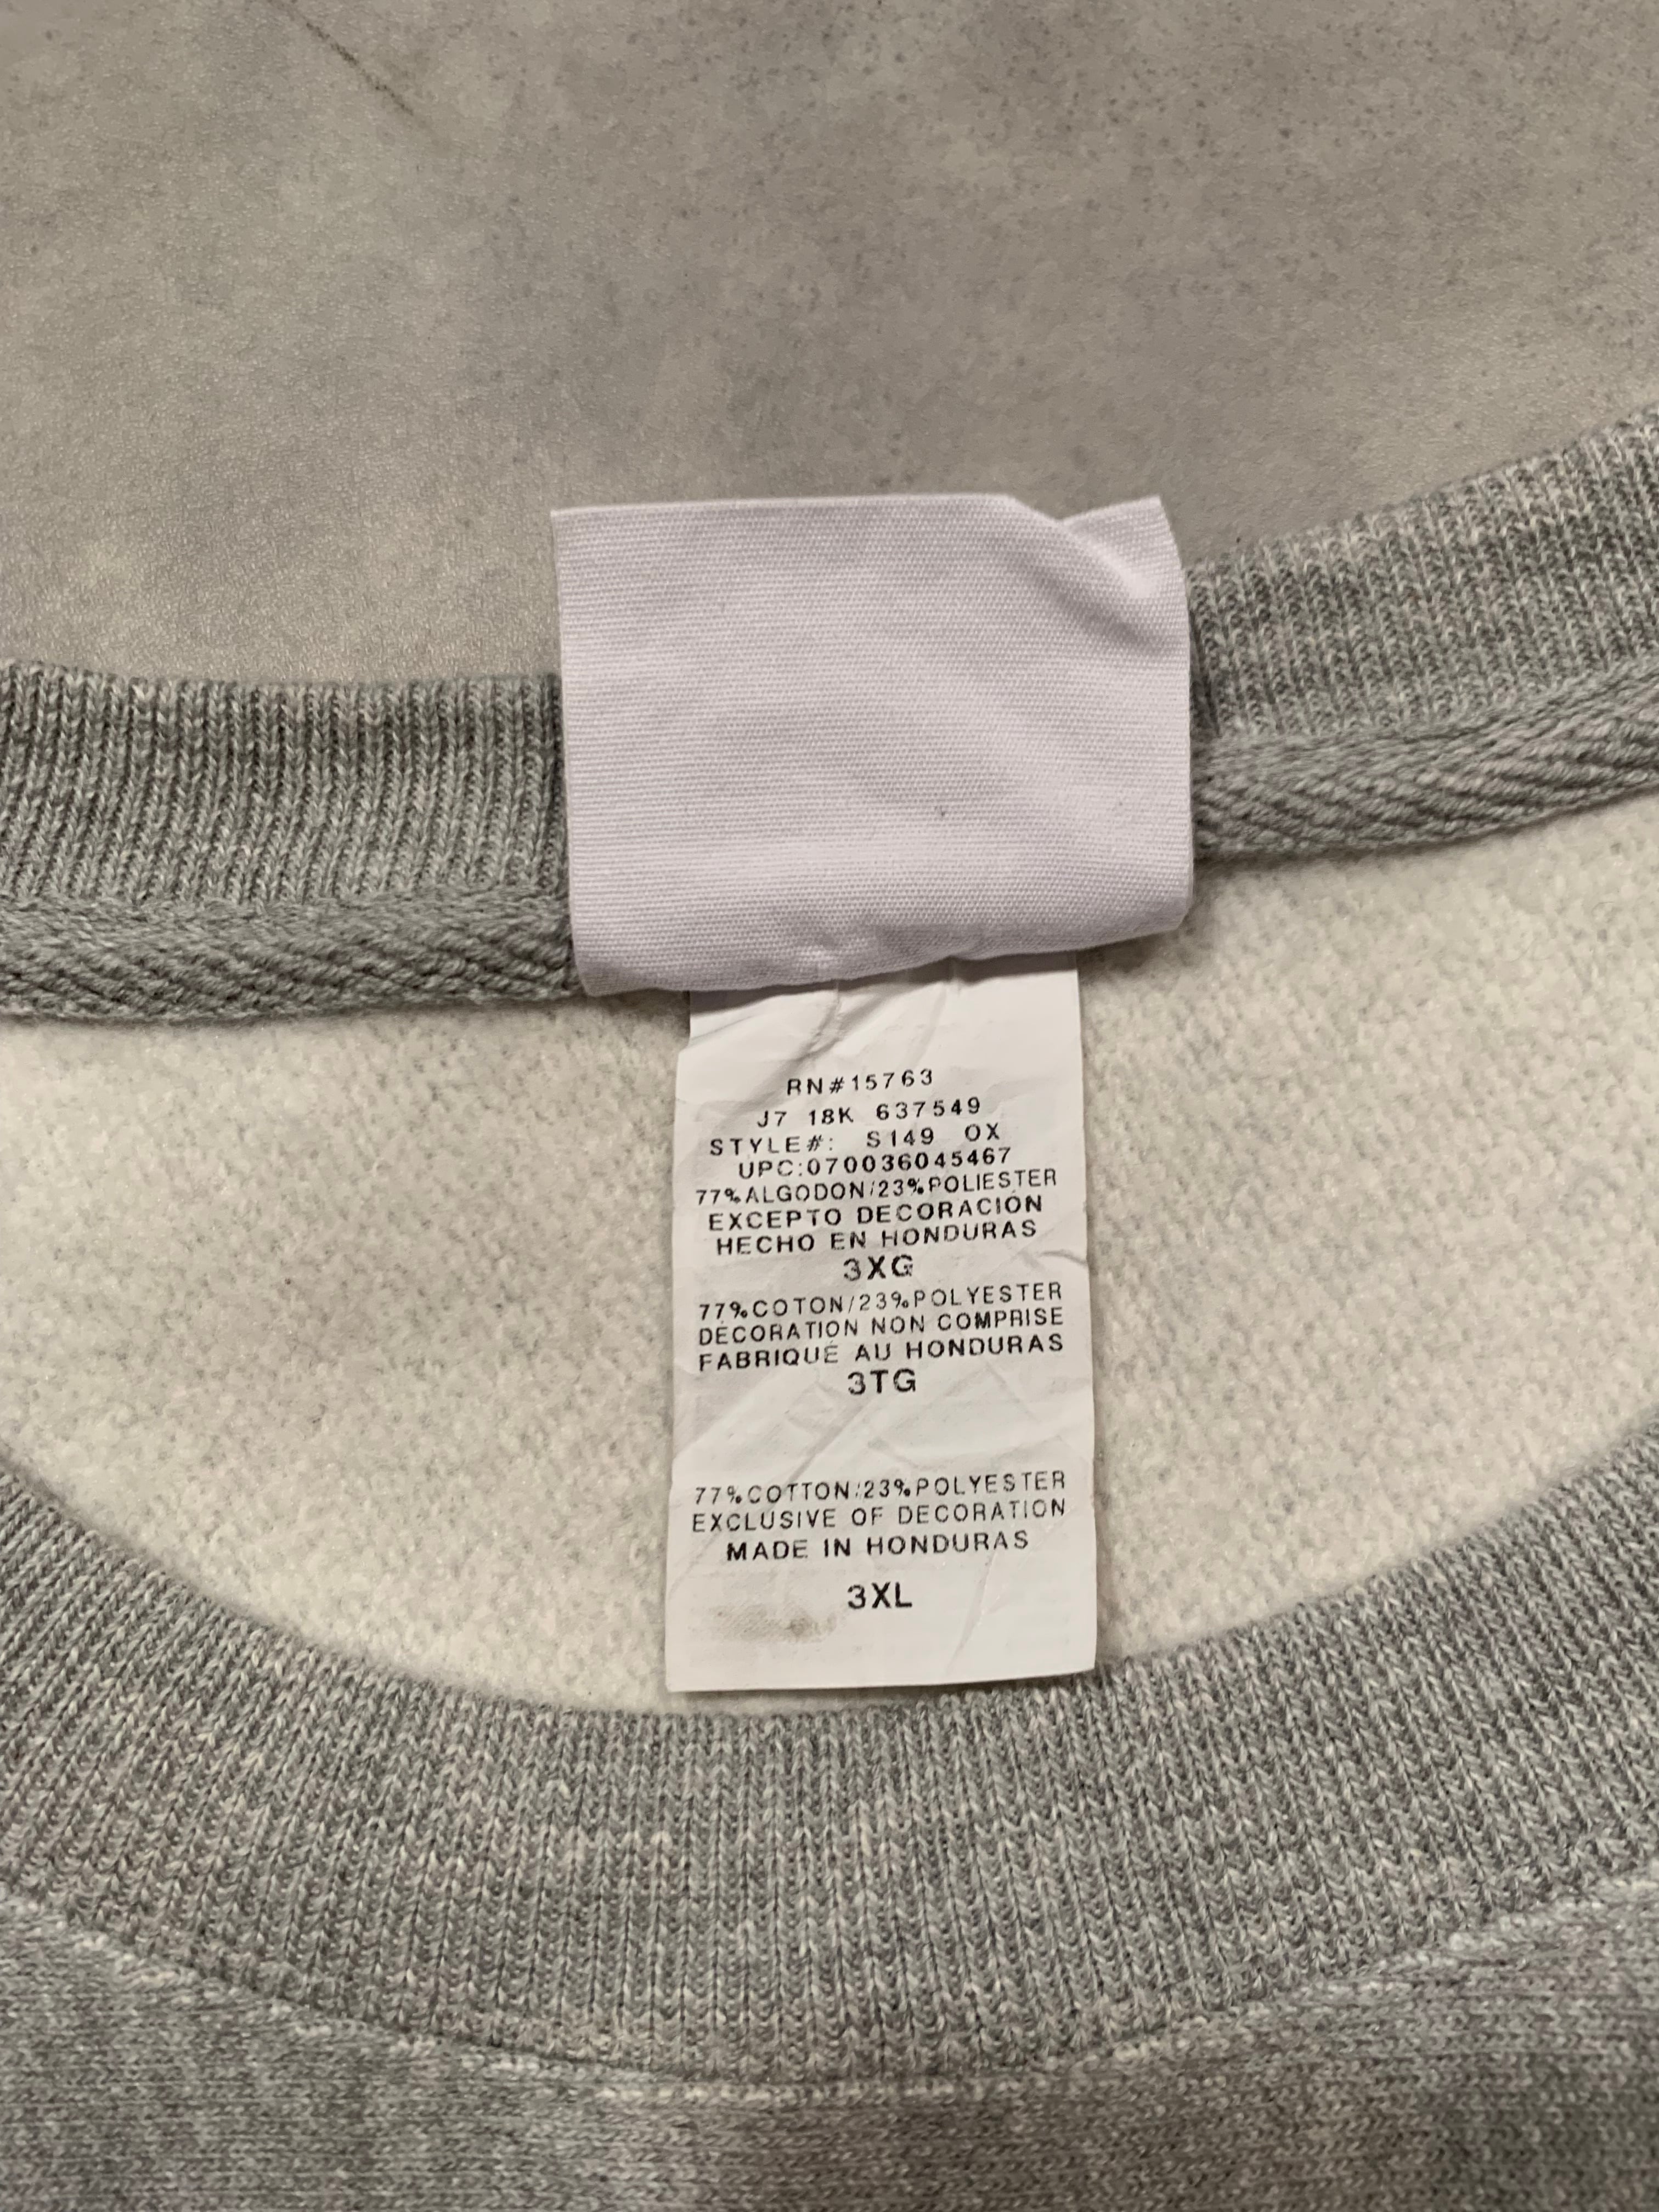 RN#15763
J7 18K 637549
STYLE#: S149 OX
UPC:070036045467
77%ALGODON/23%POLIESTER
EXCEPTO DECORACIÓN
HECHO EN HONDURAS
3XG
77%COTON/23%POLYESTER
DÉCORATION NON COMPRISE
FABRIQUÉ AU HONDURAS
3TG
77%COTTON/23%POLYESTER
EXCLUSIVE OF DECORATION
MADE IN HONDURAS
3XL